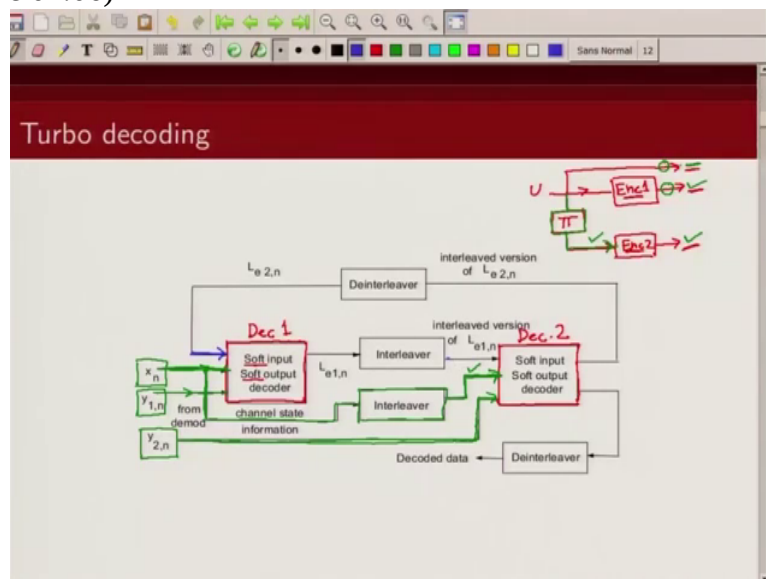 Sans Normal 12
Turbo decoding
U
Enc1
π
Enc2
interleaved version
of L e 2,n
L e 2,n
Deinterleaver
Dec 1
interleaved version
of L e1,n
Dec. 2
Soft input
Soft output
decoder
L e1,n
Interleaver
Soft input
Soft output
decoder
x n
y 1,n
from
demod
channel state
information
Interleaver
y 2,n
Decoded data
Deinterleaver